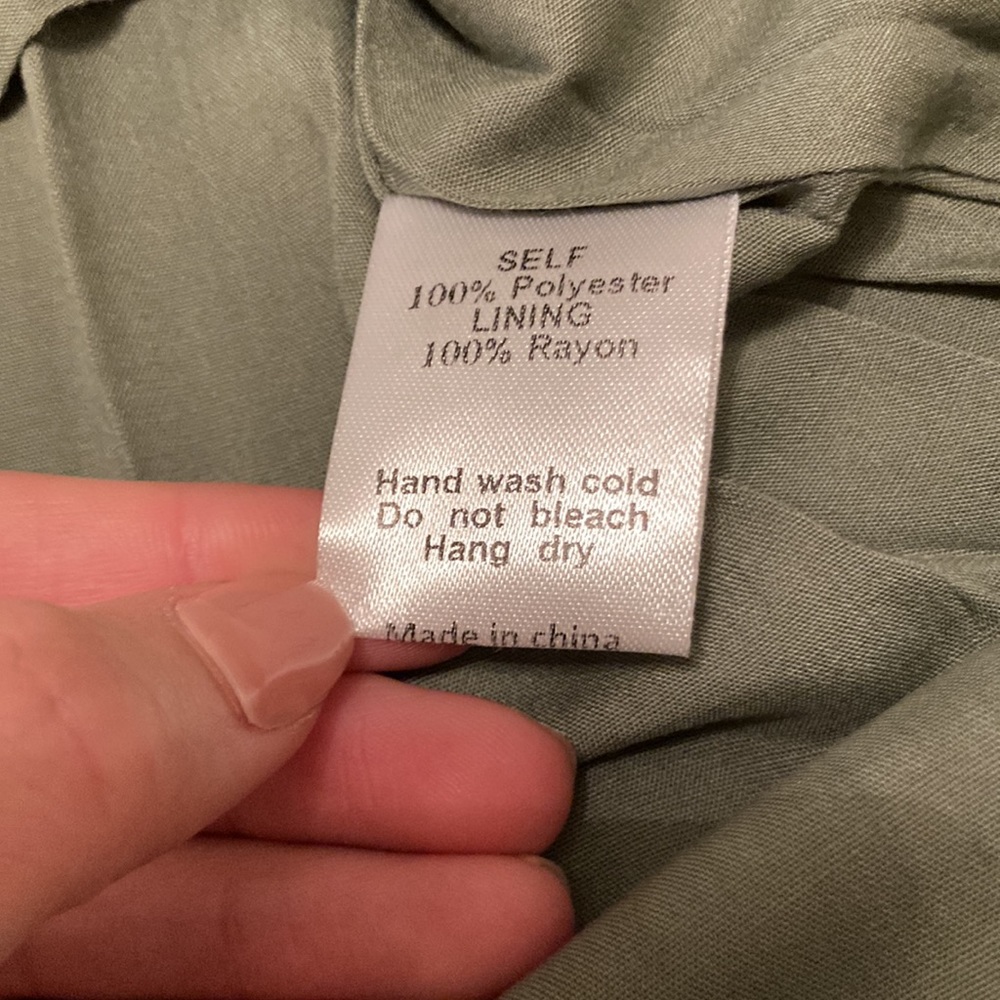 SELF
100% Polyester
LINING
100% Rayon
Hand wash cold
Do not bleach
Hang dry
Made in china